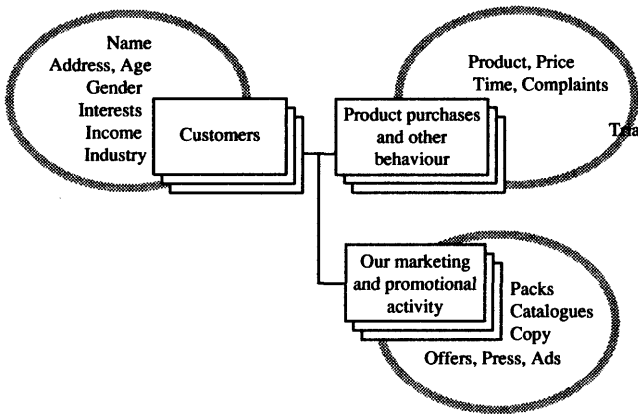 Name
Address, Age
Gender
Interests
Income
Industry
Customers
Product purchases
and other
behaviour
Product, Price
Time, Complaints
Our marketing
and promotional
activity
Packs
Catalogues
Copy
Offers, Press, Ads